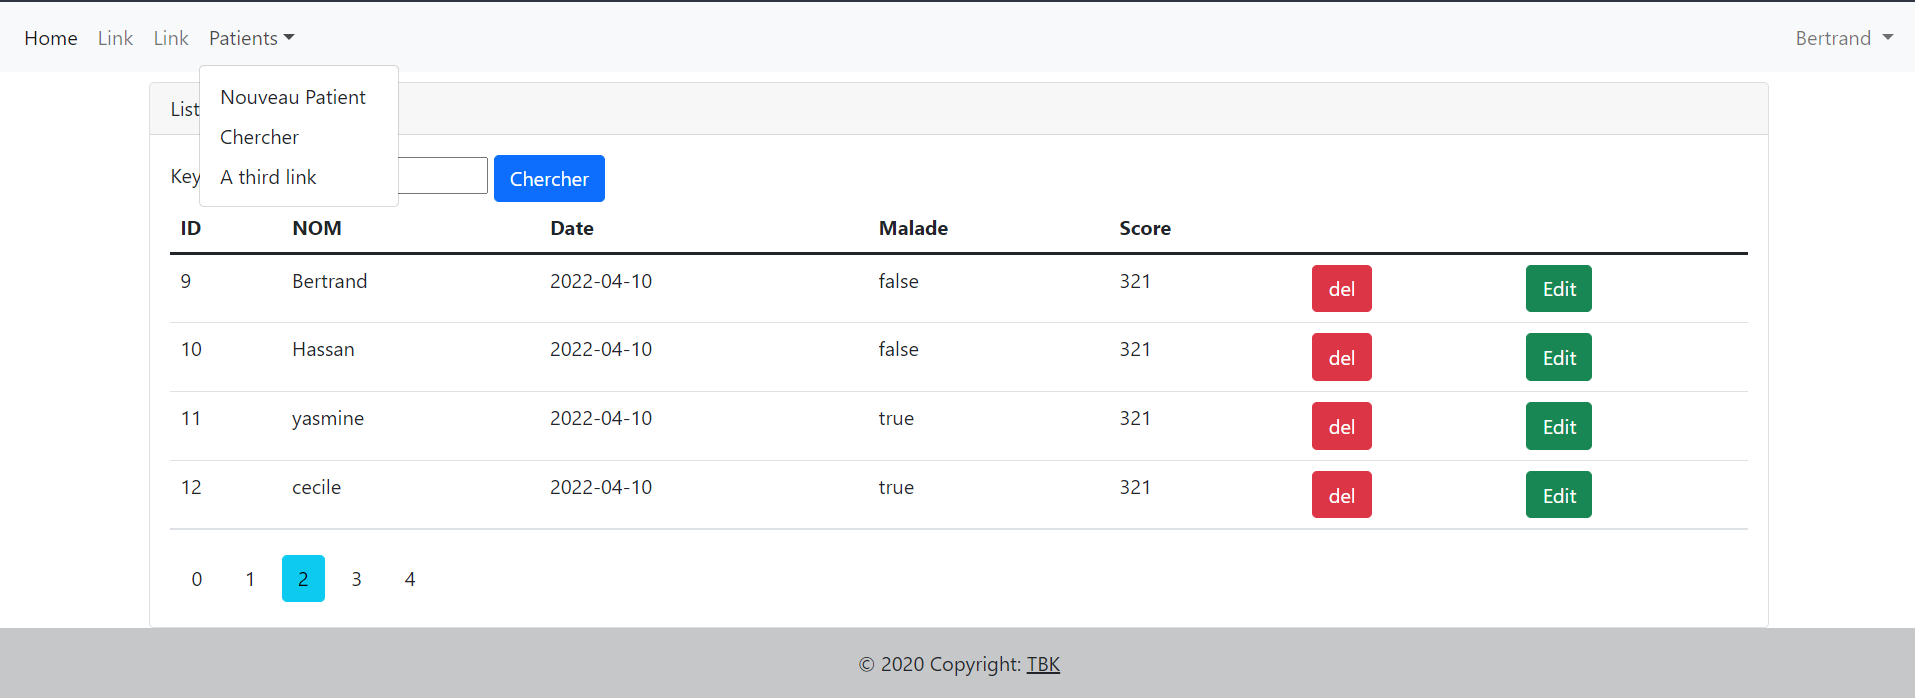 Home Link Link Patients Bertrand
Nouveau Patient
List
Chercher
Key
A third link
Chercher
ID NOM Date Malade Score
9 Bertrand 2022-04-10 false 321 del Edit
10 Hassan 2022-04-10 false 321 del Edit
11 yasmine 2022-04-10 true 321 del Edit
12 cecile 2022-04-10 true 321 del Edit
0 1 2 3 4
© 2020 Copyright: TBK